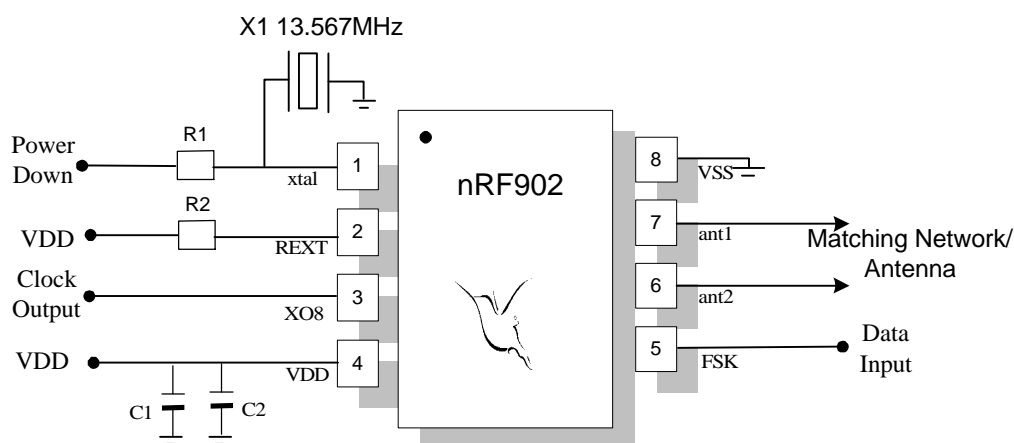 X1 13.567MHz
Power
Down
R1
xtal
1
VDD
R2
REXT
2
Clock
Output
XO8
3
VDD
VDD
4
C1
C2
nRF902
8
VSS
7
ant1
Matching Network/
Antenna
6
ant2
5
FSK
Data
Input